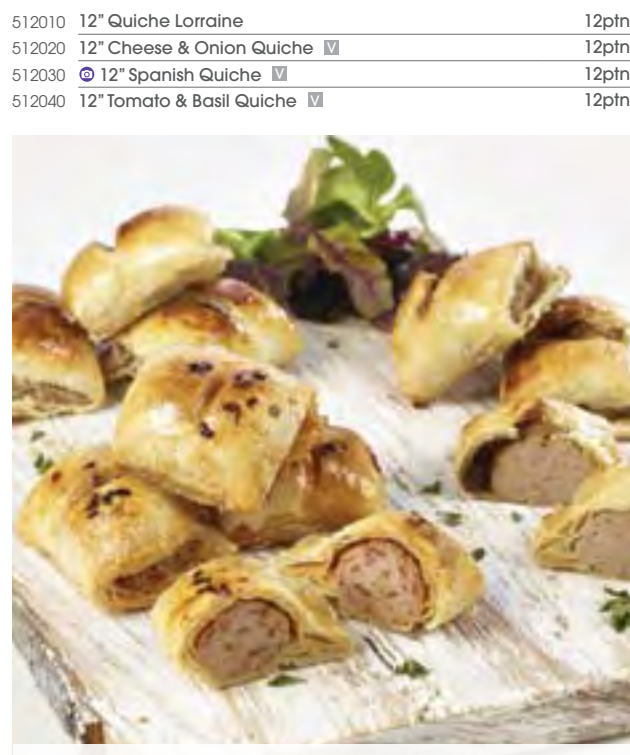 512010 12” Quiche Lorraine 12ptn
512020 12” Cheese & Onion Quiche V 12ptn
512030 12” Spanish Quiche V 12ptn
512040 12” Tomato & Basil Quiche V 12ptn